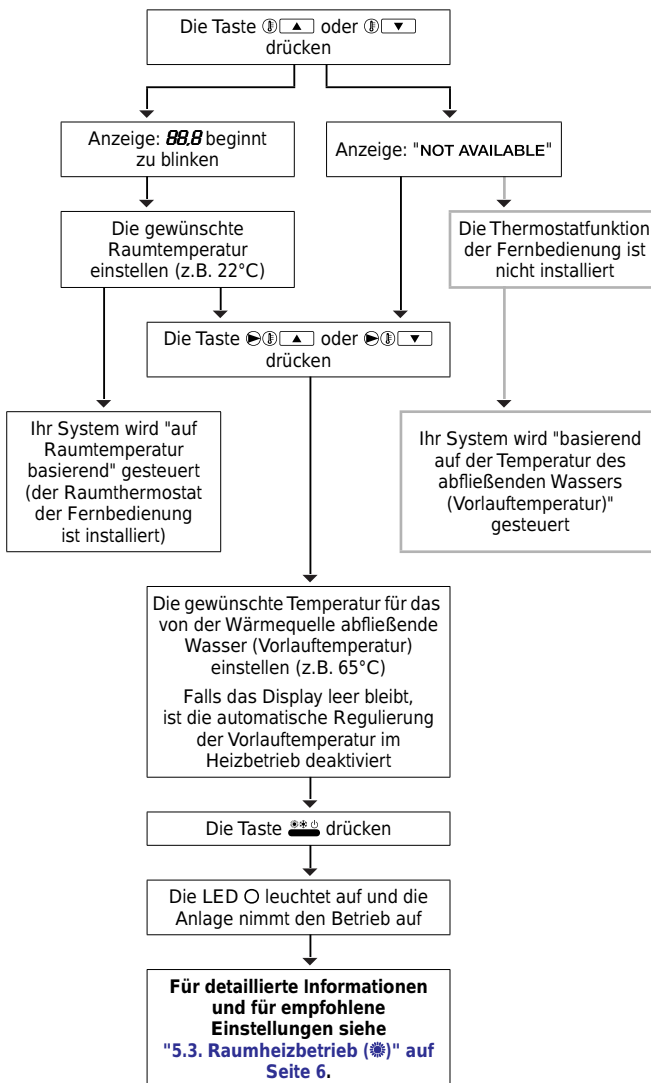 Die Taste ▲ oder ▼
drücken
Anzeige: 88,8 beginnt
zu blinken
Anzeige: "NOT AVAILABLE"
Die gewünschte
Raumtemperatur
einstellen (z.B. 22°C)
Die Thermostatfunktion
der Fernbedienung ist
nicht installiert
Die Taste ▲ oder ▼
drücken
Ihr System wird "auf
Raumtemperatur
basierend" gesteuert
(der Raumthermostat
der Fernbedienung
ist installiert)
Ihr System wird "basierend
auf der Temperatur des
abfließenden Wassers
(Vorlauftemperatur)"
gesteuert
Die gewünschte Temperatur für das
von der Wärmequelle abfließende
Wasser (Vorlauftemperatur)
einstellen (z.B. 65°C)
Falls das Display leer bleibt,
ist die automatische Regulierung
der Vorlauftemperatur im
Heizbetrieb deaktiviert
Die Taste drücken
Die LED leuchtet auf und die
Anlage nimmt den Betrieb auf
Für detaillierte Informationen
und für empfohlene
Einstellungen siehe
"5.3. Raumheizbetrieb (☀)" auf
Seite 6.